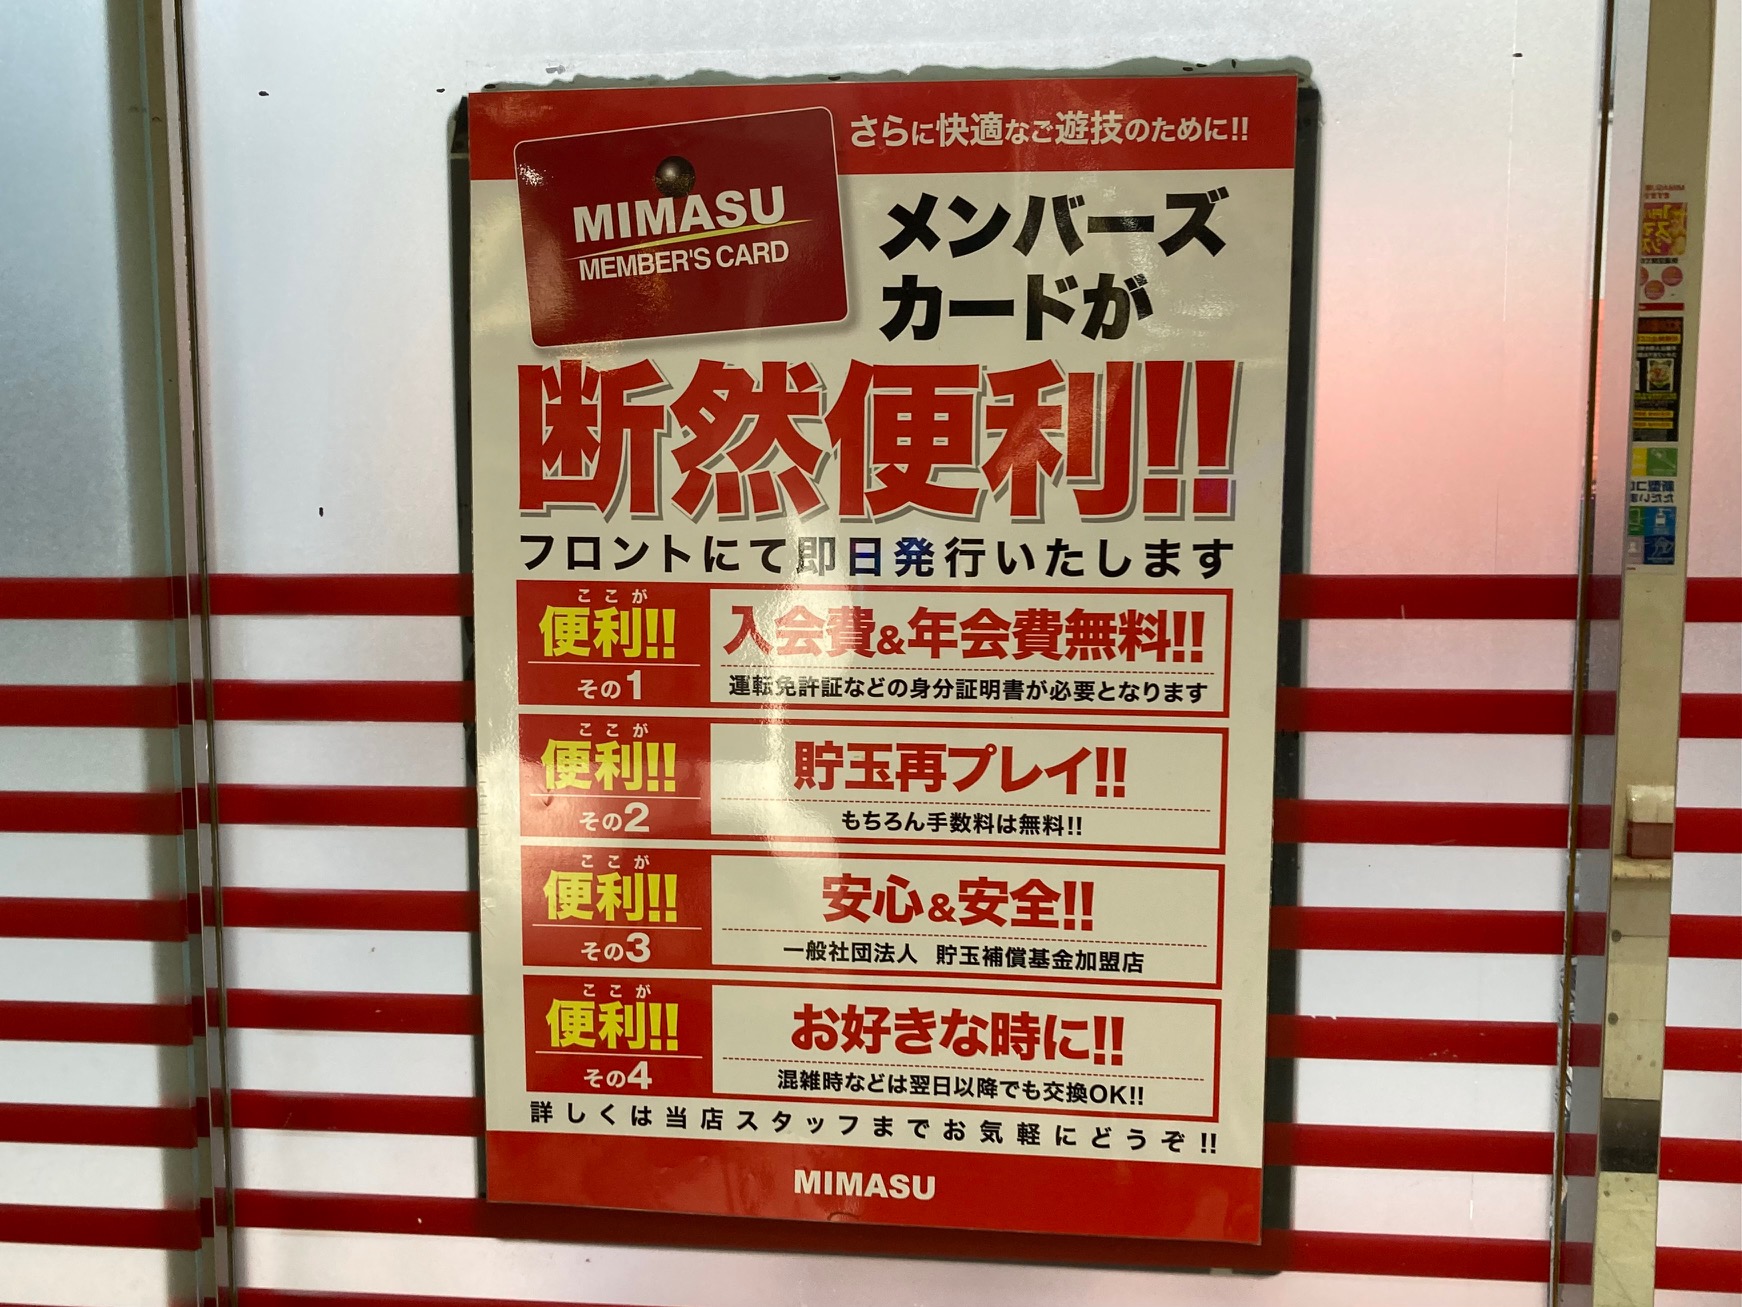 さらに快適なご遊技のために!!
MIMASU
MEMBER'S CARD
メンバーズ
カードが
断然便利!!
フロントにて即日発行いたします
ここが
便利!!
その1
入会費&年会費無料!!
運転免許証などの身分証明書が必要となります
ここが
便利!!
その2
貯玉再プレイ!!
もちろん手数料は無料!!
ここが
便利!!
その3
安心&安全!!
一般社団法人　貯玉補償基金加盟店
ここが
便利!!
その4
お好きな時に!!
混雑時などは翌日以降でも交換OK!!
詳しくは当店スタッフまでお気軽にどうぞ!!
MIMASU